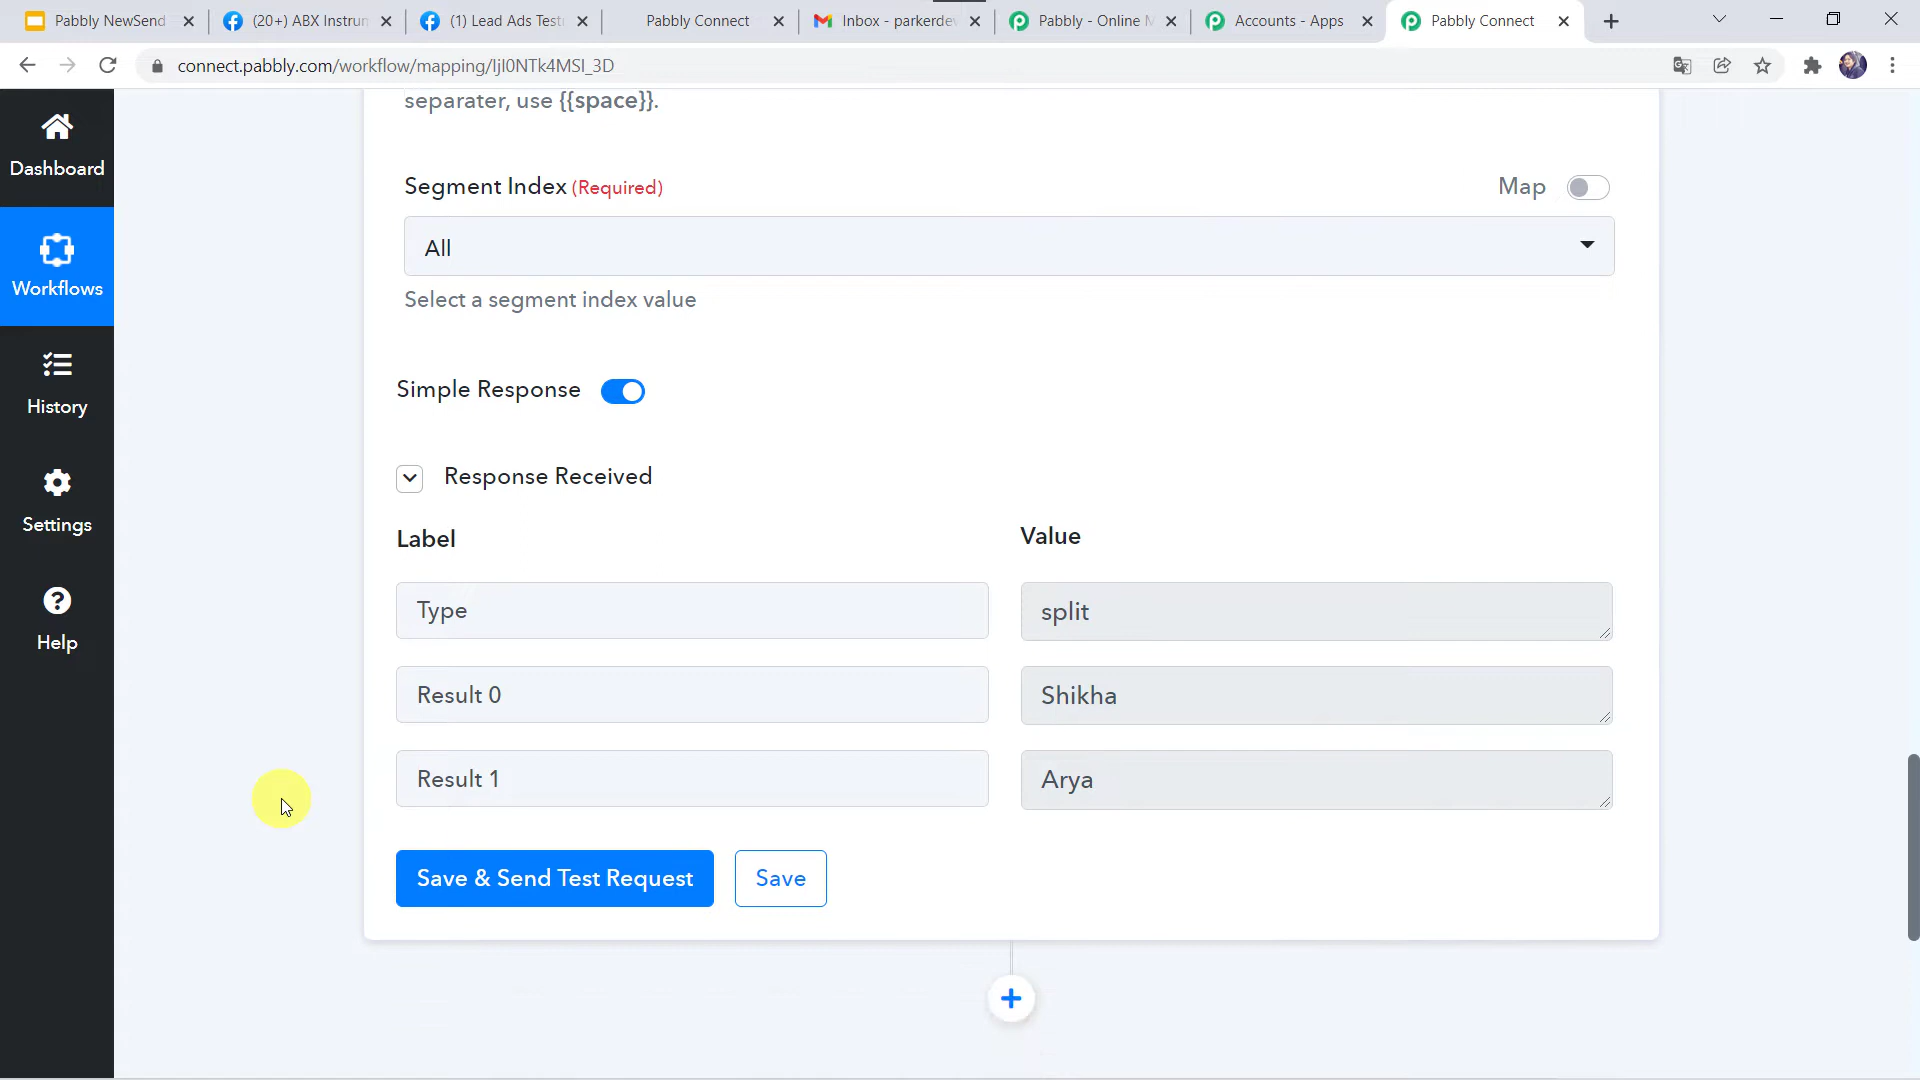 Pabbly NewSend
(20+) ABX Instrum
(1) Lead Ads Testi
Pabbly Connect
Inbox - parkerdev
Pabbly - Online M
Accounts - Apps
Pabbly Connect
connect.pabbly.com/workflow/mapping/IjI0NTk4MSI_3D
Dashboard
Workflows
History
Settings
Help
separater, use {{space}}.
Segment Index (Required)
Map
All
Select a segment index value
Simple Response
Response Received
Label
Value
Type
split
Result 0
Shikha
Result 1
Arya
Save & Send Test Request
Save